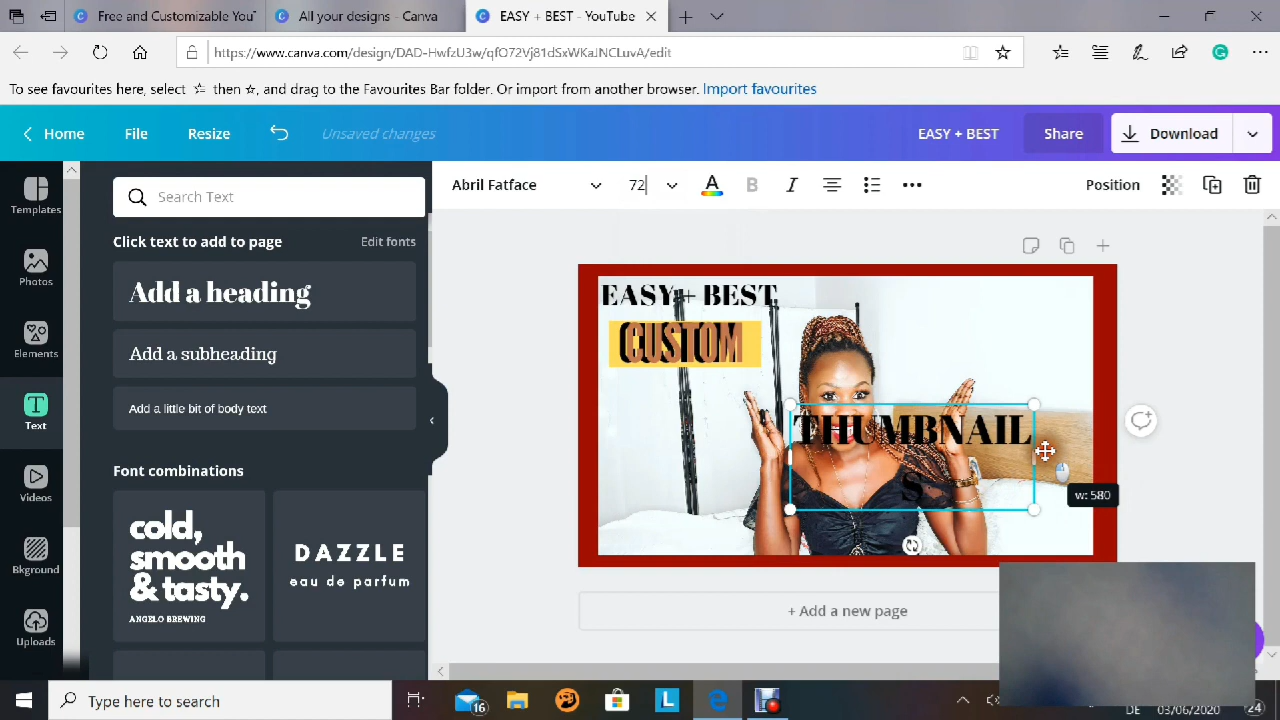 Free and Customizable YouT
All your designs – Canva
EASY + BEST - YouTube
https://www.canva.com/design/DAD-HwfzU3w/qfO72Vj81dSxWKaJNCLuvA/edit
To see favourites here, select ☆ then ☆, and drag to the Favourites Bar folder. Or import from another browser. Import favourites
Home
File
Resize
Unsaved changes
EASY + BEST
Share
Download
Search Text
Abril Fatface
72
A
B
I
Position
Templates
Photos
Elements
Text
Videos
Bkground
Uploads
Click text to add to page
Edit fonts
Add a heading
Add a subheading
Add a little bit of body text
Font combinations
cold,
smooth
& tasty.
ANGELO BREWING
DAZZLE
eau de parfum
EASY + BEST
CUSTOM
THUMBNAIL
S
w: 580
+ Add a new page
Type here to search
16
L
DE
03/06/2020
24